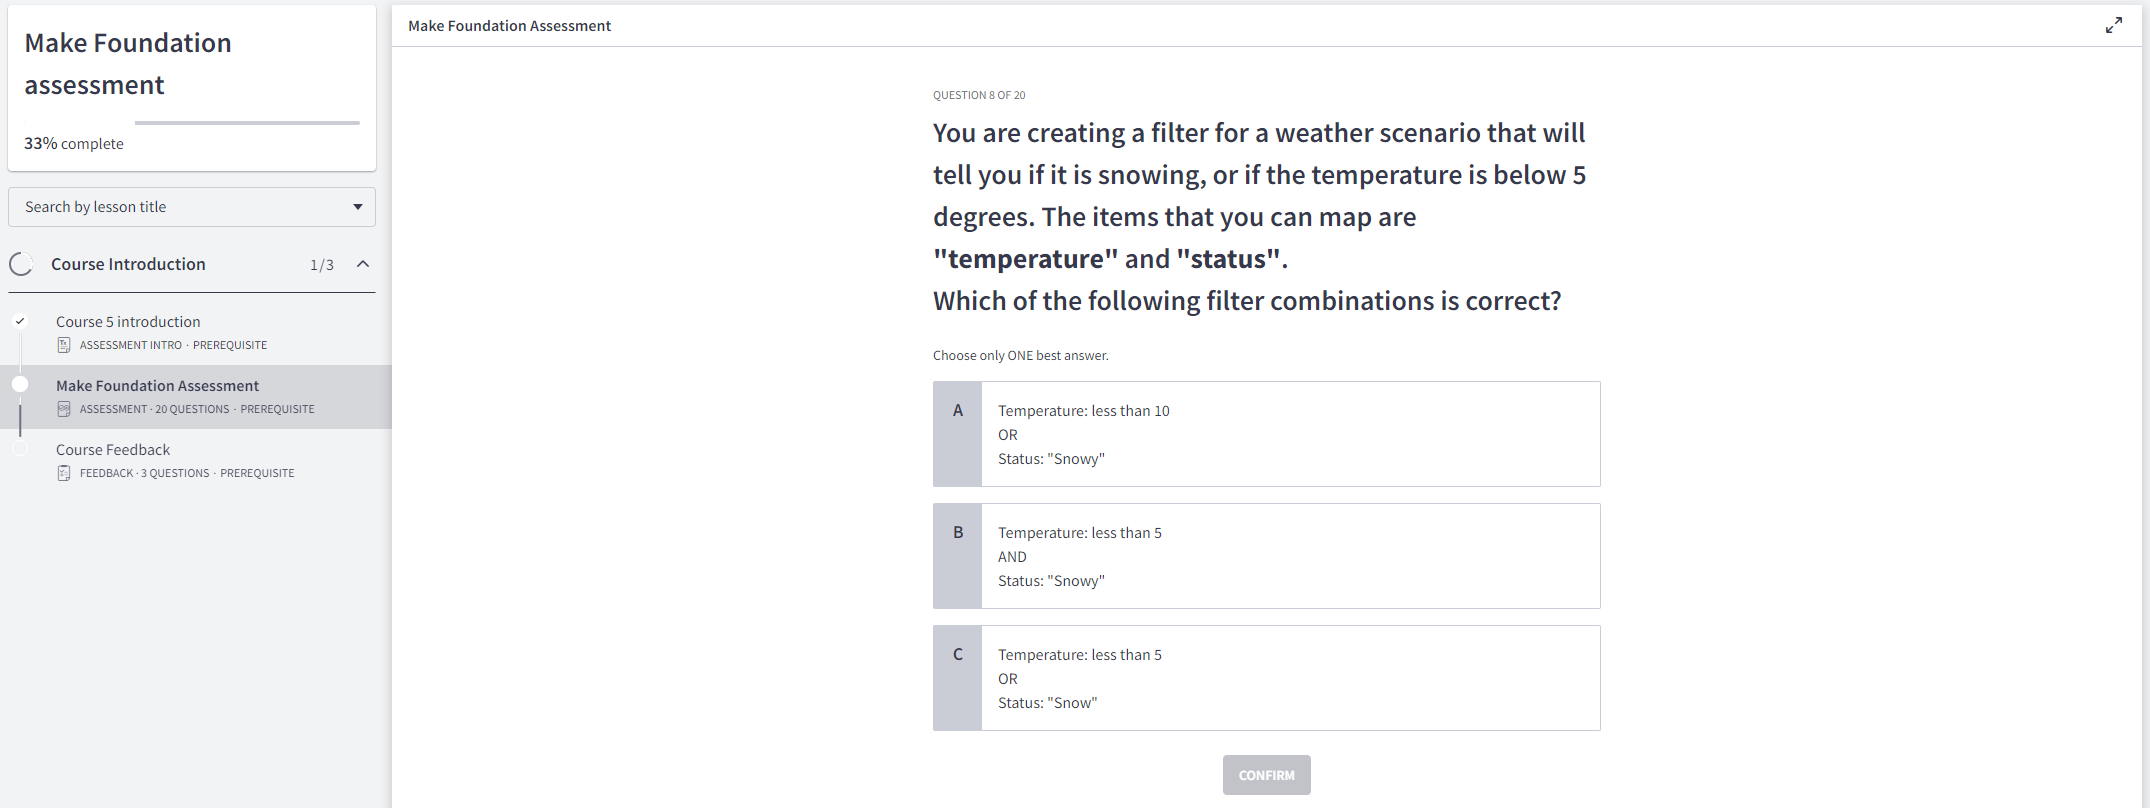 Make Foundation
assessment
33% complete
Search by lesson title
Course Introduction 1/3
Course 5 introduction
ASSESSMENT INTRO · PREREQUISITE
Make Foundation Assessment
ASSESSMENT · 20 QUESTIONS · PREREQUISITE
Course Feedback
FEEDBACK · 3 QUESTIONS · PREREQUISITE
Make Foundation Assessment
QUESTION 8 OF 20
You are creating a filter for a weather scenario that will
tell you if it is snowing, or if the temperature is below 5
degrees. The items that you can map are
"temperature" and "status".
Which of the following filter combinations is correct?
Choose only ONE best answer.
A
Temperature: less than 10
OR
Status: "Snowy"
B
Temperature: less than 5
AND
Status: "Snowy"
C
Temperature: less than 5
OR
Status: "Snow"
CONFIRM